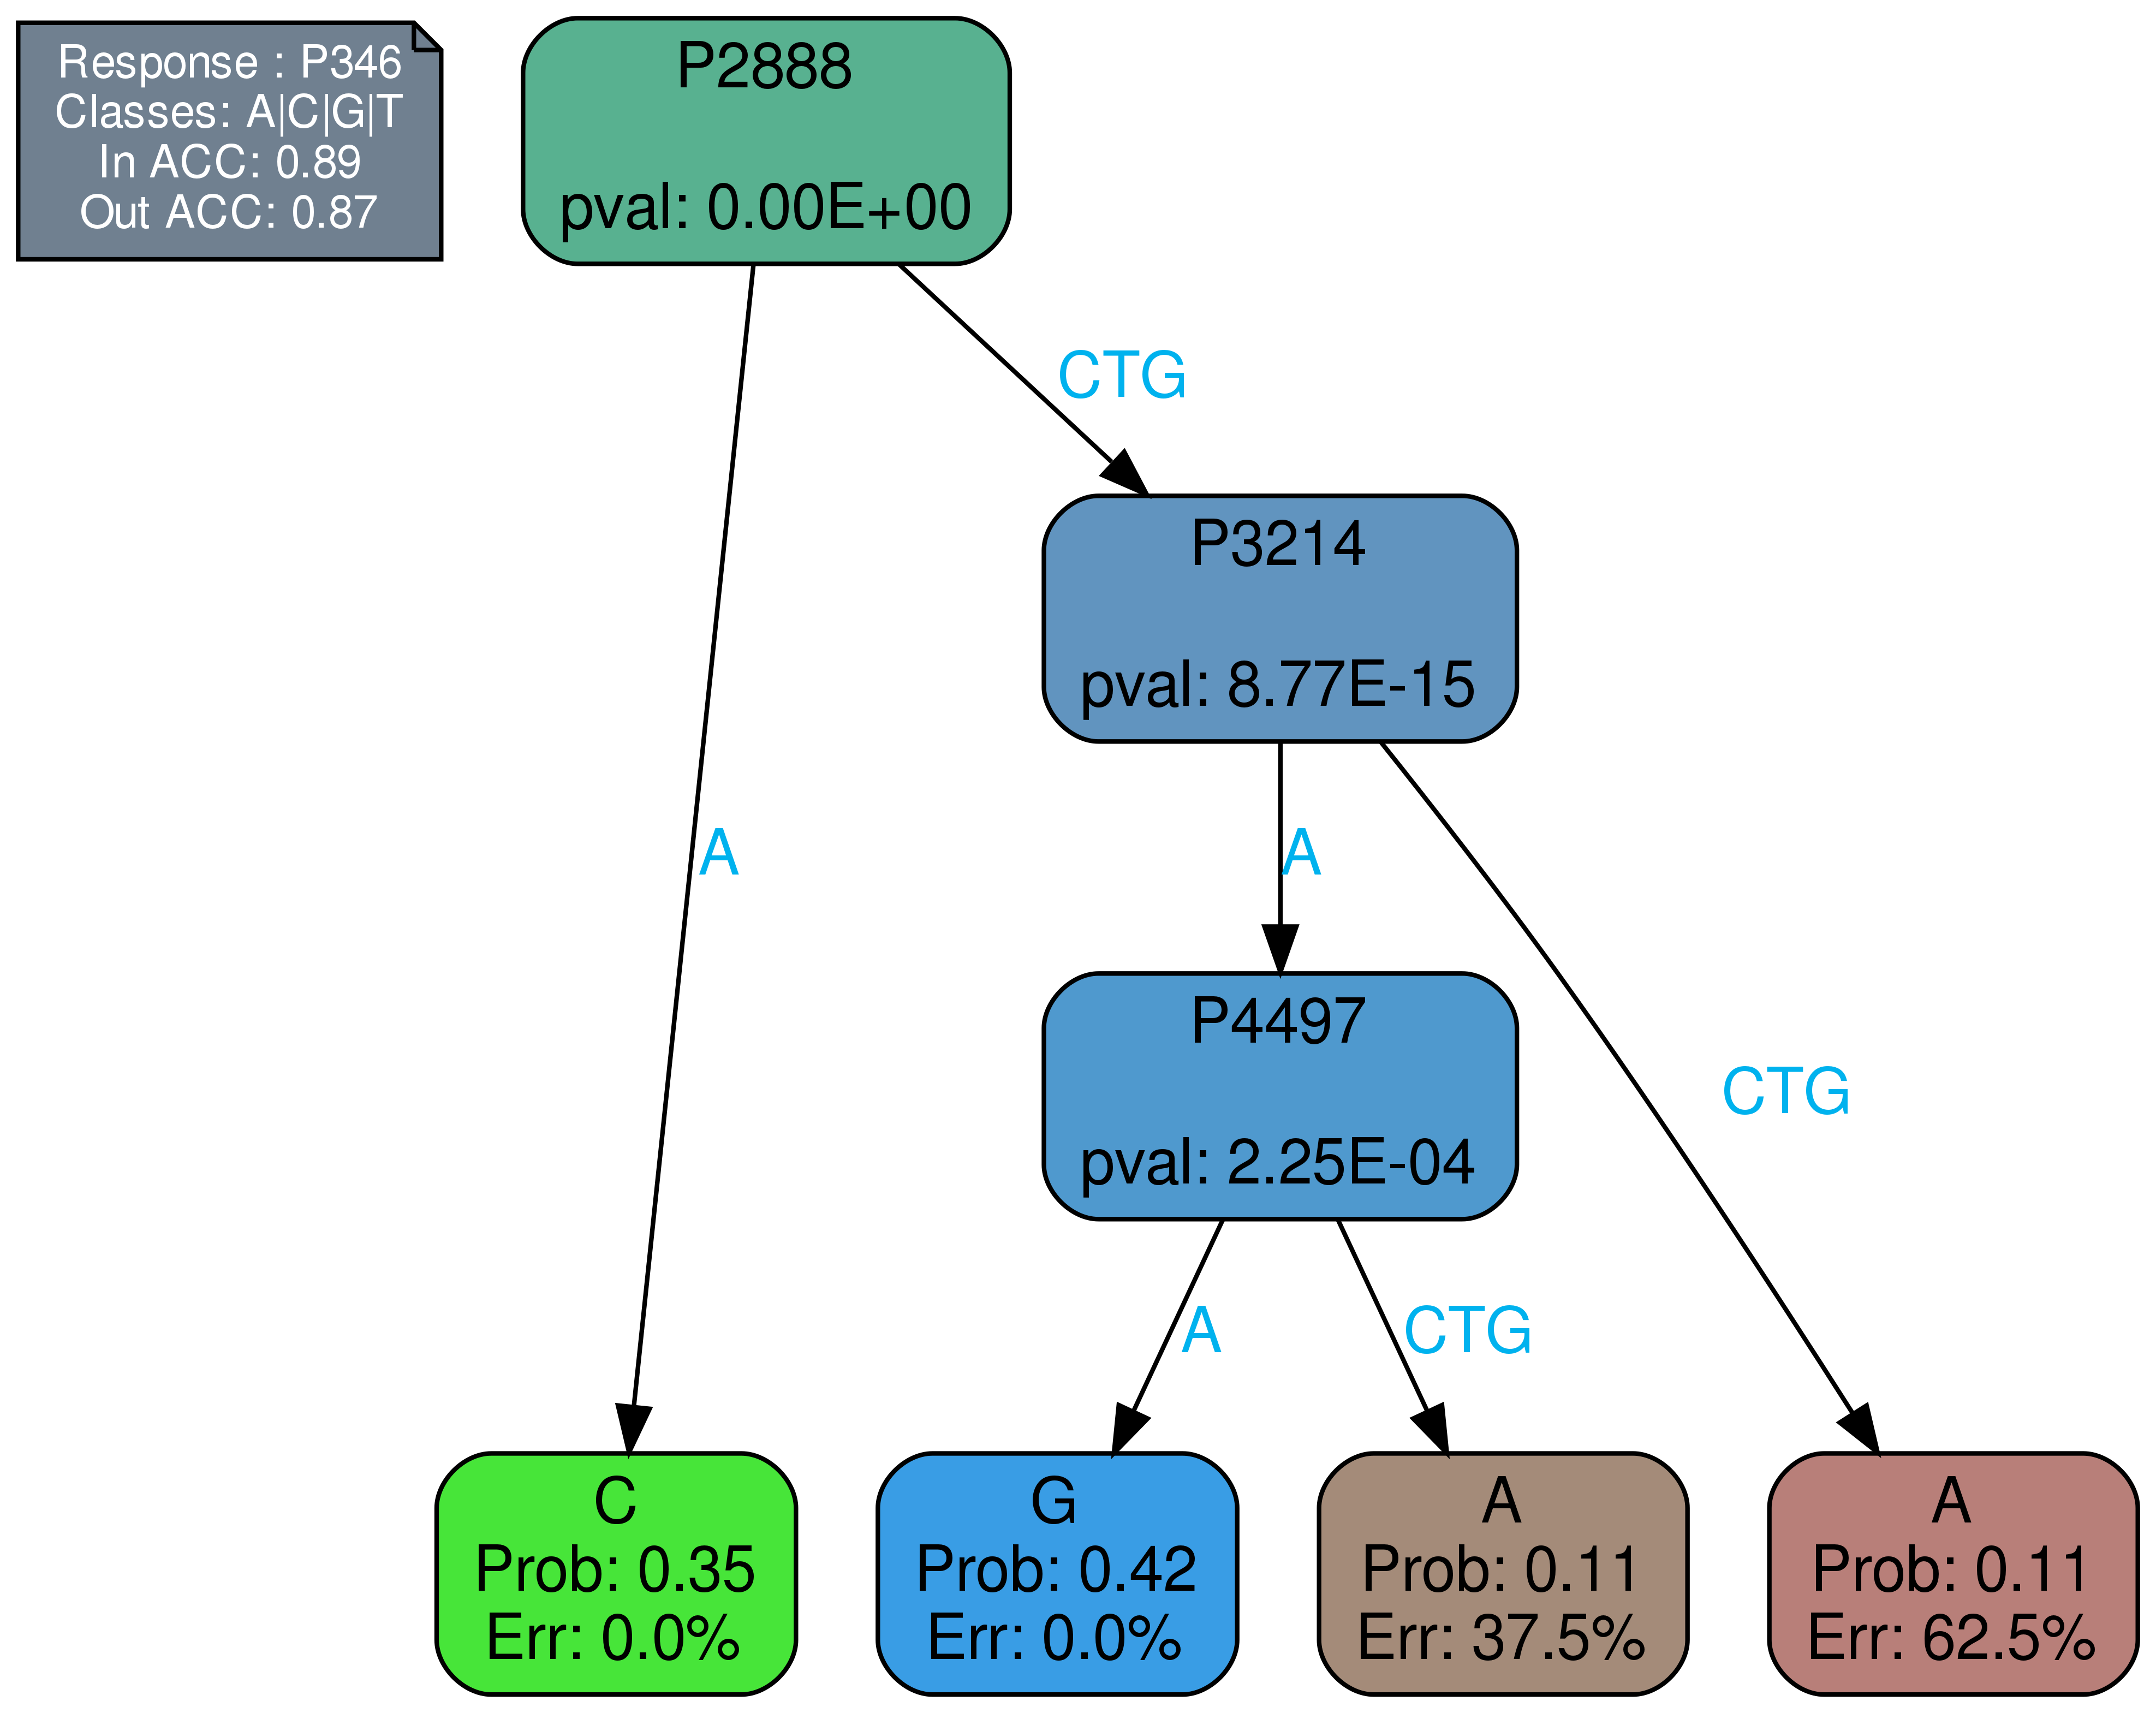 Response : P346
Classes: A|C|G|T
In ACC: 0.89
Out ACC: 0.87
P2888
pval: 0.00E+00
CTG
P3214
pval: 8.77E-15
A
A
CTG
P4497
pval: 2.25E-04
A
CTG
C
Prob: 0.35
Err: 0.0%
G
Prob: 0.42
Err: 0.0%
A
Prob: 0.11
Err: 37.5%
A
Prob: 0.11
Err: 62.5%